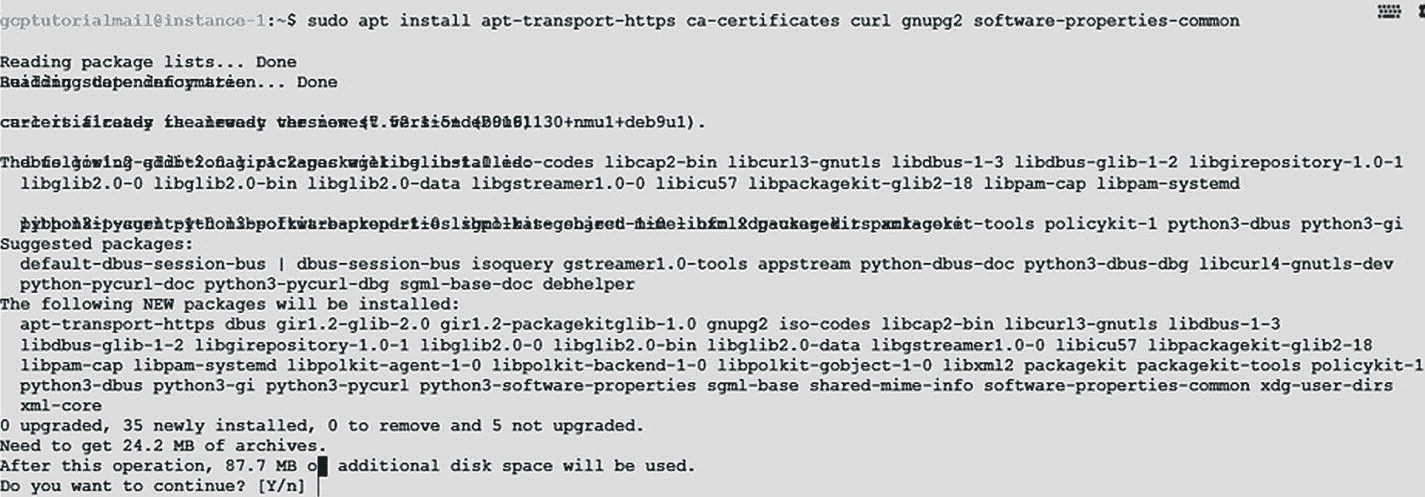 gcptutorialmail@instance-1:~$ sudo apt install apt-transport-https ca-certificates curl gnupg2 software-properties-common
Reading package lists... Done
... Done
(20161130+nmu1+deb9u1).
libcap2-bin libcurl3-gnutls libdbus-1-3 libdbus-glib-1-2 libgirepository-1.0-1
libglib2.0-0 libglib2.0-bin libglib2.0-data libgstreamer1.0-0 libicu57 libpackagekit-glib2-18 libpam-cap libpam-systemd
policykit-1 python3-dbus python3-gi
Suggested packages:
default-dbus-session-bus | dbus-session-bus isoquery gstreamer1.0-tools appstream python-dbus-doc python3-dbus-dbg libcurl4-gnutls-dev
python-pycurl-doc python3-pycurl-dbg sgml-base-doc debhelper
The following NEW packages will be installed:
apt-transport-https dbus gir1.2-glib-2.0 gir1.2-packagekitglib-1.0 gnupg2 iso-codes libcap2-bin libcurl3-gnutls libdbus-1-3
libdbus-glib-1-2 libgirepository-1.0-1 libglib2.0-0 libglib2.0-bin libglib2.0-data libgstreamer1.0-0 libicu57 libpackagekit-glib2-18
libpam-cap libpam-systemd libpolkit-agent-1-0 libpolkit-backend-1-0 libpolkit-gobject-1-0 libxml2 packagekit packagekit-tools policykit-1
python3-dbus python3-gi python3-pycurl python3-software-properties sgml-base shared-mime-info software-properties-common xdg-user-dirs
xml-core
0 upgraded, 35 newly installed, 0 to remove and 5 not upgraded.
Need to get 24.2 MB of archives.
After this operation, 87.7 MB o additional disk space will be used.
Do you want to continue? [Y/n]